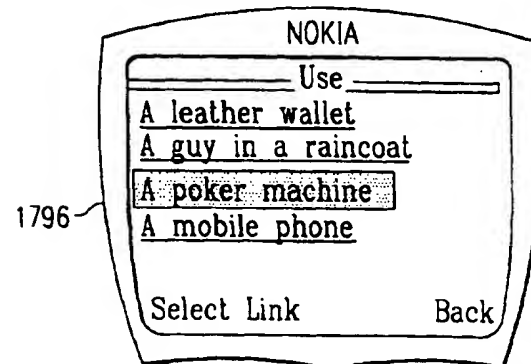 NOKIA
Use
A leather wallet
A guy in a raincoat
A poker machine
A mobile phone
1796
Select Link Back